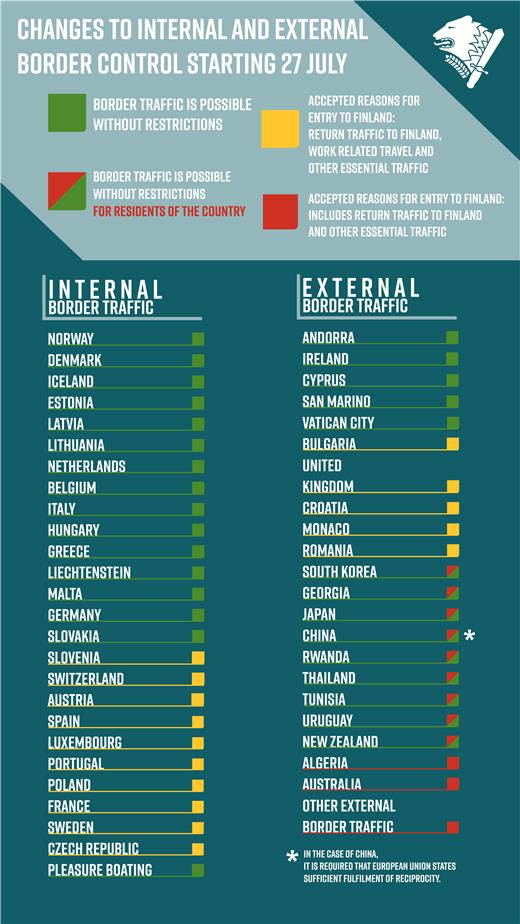 CHANGES TO INTERNAL AND EXTERNAL
BORDER CONTROL STARTING 27 JULY
BORDER TRAFFIC IS POSSIBLE
WITHOUT RESTRICTIONS
ACCEPTED REASONS FOR
ENTRY TO FINLAND:
RETURN TRAFFIC TO FINLAND,
WORK RELATED TRAVEL AND
OTHER ESSENTIAL TRAFFIC
BORDER TRAFFIC IS POSSIBLE
WITHOUT RESTRICTIONS
FOR RESIDENTS OF THE COUNTRY
ACCEPTED REASONS FOR ENTRY TO FINLAND:
INCLUDES RETURN TRAFFIC TO FINLAND
AND OTHER ESSENTIAL TRAFFIC
INTERNAL
BORDER TRAFFIC
NORWAY
DENMARK
ICELAND
ESTONIA
LATVIA
LITHUANIA
NETHERLANDS
BELGIUM
ITALY
HUNGARY
GREECE
LIECHTENSTEIN
MALTA
GERMANY
SLOVAKIA
SLOVENIA
SWITZERLAND
AUSTRIA
SPAIN
LUXEMBOURG
PORTUGAL
POLAND
FRANCE
SWEDEN
CZECH REPUBLIC
PLEASURE BOATING
EXTERNAL
BORDER TRAFFIC
ANDORRA
IRELAND
CYPRUS
SAN MARINO
VATICAN CITY
BULGARIA
UNITED
KINGDOM
CROATIA
MONACO
ROMANIA
SOUTH KOREA
GEORGIA
JAPAN
CHINA *
RWANDA
THAILAND
TUNISIA
URUGUAY
NEW ZEALAND
ALGERIA
AUSTRALIA
OTHER EXTERNAL
BORDER TRAFFIC
* IN THE CASE OF CHINA,
IT IS REQUIRED THAT EUROPEAN UNION STATES
SUFFICIENT FULFILMENT OF RECIPROCITY.